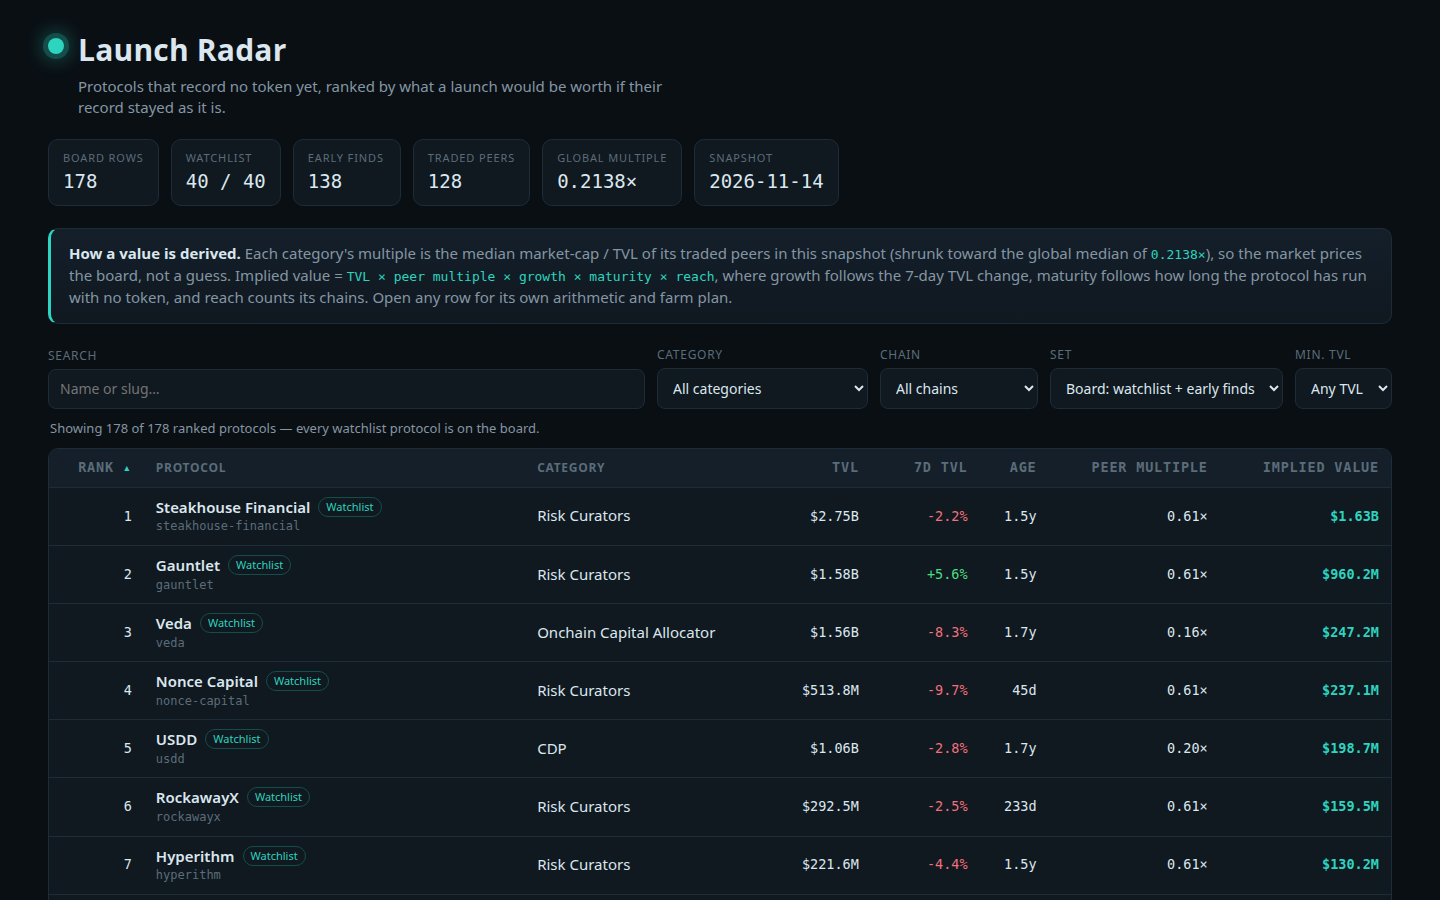 Launch Radar
Protocols that record no token yet, ranked by what a launch would be worth if their
record stayed as it is.
BOARD ROWS
178
WATCHLIST
40 / 40
EARLY FINDS
138
TRADED PEERS
128
GLOBAL MULTIPLE
0.2138×
SNAPSHOT
2026-11-14
How a value is derived. Each category's multiple is the median market-cap / TVL of its traded peers in this snapshot (shrunk toward the global median of 0.2138×), so the market prices
the board, not a guess. Implied value = TVL × peer multiple × growth × maturity × reach, where growth follows the 7-day TVL change, maturity follows how long the protocol has run
with no token, and reach counts its chains. Open any row for its own arithmetic and farm plan.
SEARCH
Name or slug...
CATEGORY
All categories
CHAIN
All chains
SET
Board: watchlist + early finds
MIN. TVL
Any TVL
Showing 178 of 178 ranked protocols — every watchlist protocol is on the board.
RANK ▲ PROTOCOL CATEGORY TVL 7D TVL AGE PEER MULTIPLE IMPLIED VALUE
1 Steakhouse Financial Watchlist Risk Curators $2.75B -2.2% 1.5y 0.61× $1.63B
steakhouse-financial
2 Gauntlet Watchlist Risk Curators $1.58B +5.6% 1.5y 0.61× $960.2M
gauntlet
3 Veda Watchlist Onchain Capital Allocator $1.56B -8.3% 1.7y 0.16× $247.2M
veda
4 Nonce Capital Watchlist Risk Curators $513.8M -9.7% 45d 0.61× $237.1M
nonce-capital
5 USDD Watchlist CDP $1.06B -2.8% 1.7y 0.20× $198.7M
usdd
6 RockawayX Watchlist Risk Curators $292.5M -2.5% 233d 0.61× $159.5M
rockawayx
7 Hyperithm Watchlist Risk Curators $221.6M -4.4% 1.5y 0.61× $130.2M
hyperithm